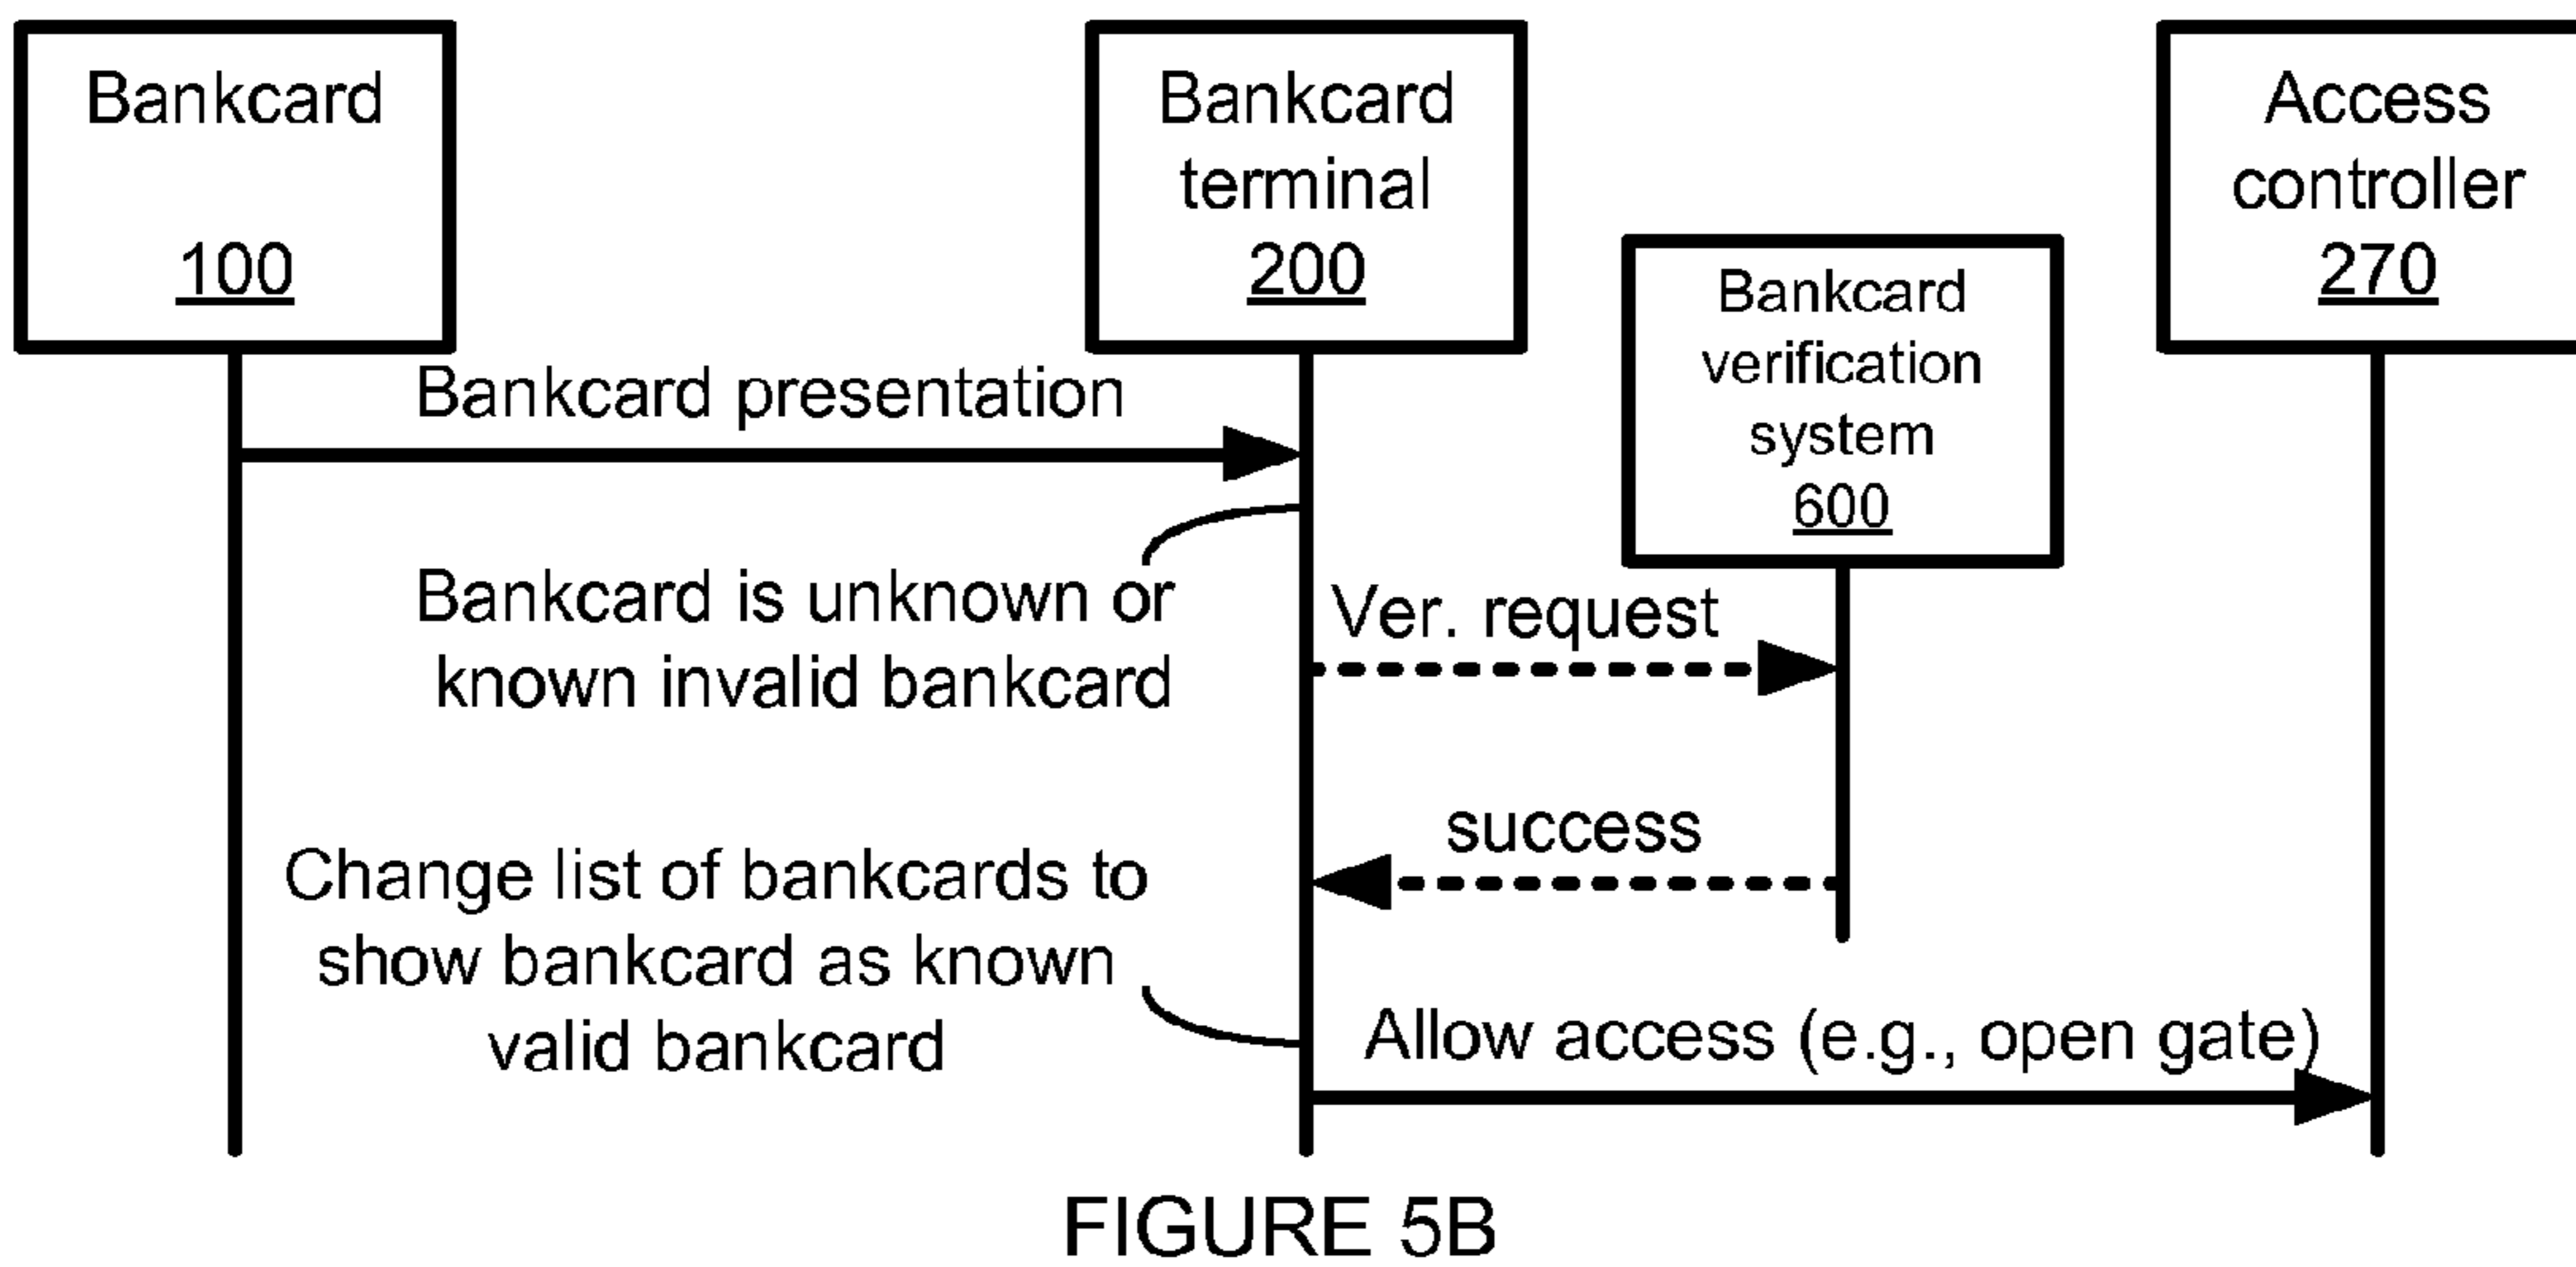 Bankcard
100
Bankcard
terminal
200
Bankcard
verification
system
600
Access
controller
270
Bankcard presentation
Bankcard is unknown or
known invalid bankcard
Ver. request
success
Change list of bankcards to
show bankcard as known
valid bankcard
Allow access (e.g., open gate)
FIGURE 5B